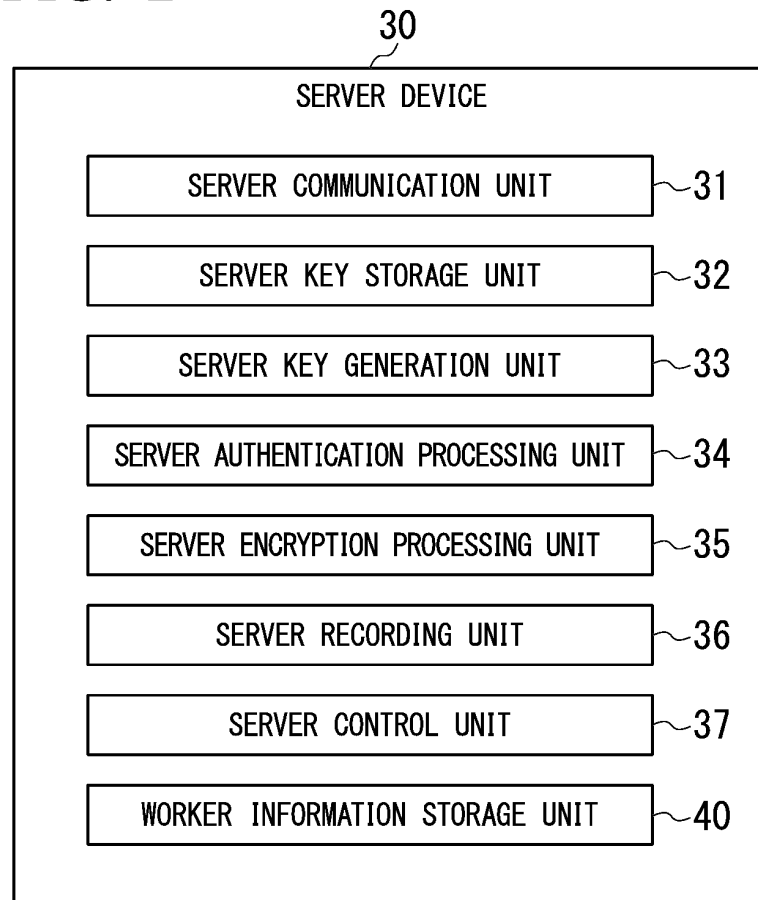 30
SERVER DEVICE
SERVER COMMUNICATION UNIT 31
SERVER KEY STORAGE UNIT 32
SERVER KEY GENERATION UNIT 33
SERVER AUTHENTICATION PROCESSING UNIT 34
SERVER ENCRYPTION PROCESSING UNIT 35
SERVER RECORDING UNIT 36
SERVER CONTROL UNIT 37
WORKER INFORMATION STORAGE UNIT 40